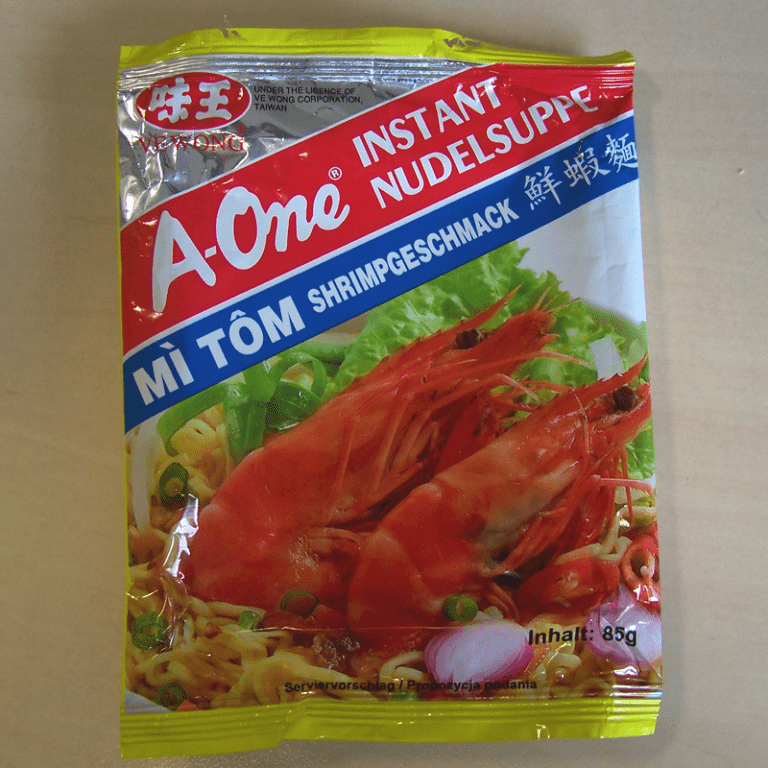 味王
VE WONG®
UNDER THE LICENCE OF
VE WONG CORPORATION,
TAIWAN
A-One®
INSTANT
NUDELSUPPE
MÌ TÔM SHRIMPGESCHMACK 鮮蝦麵
Inhalt: 85g
Serviervorschlag / Propozycja podania